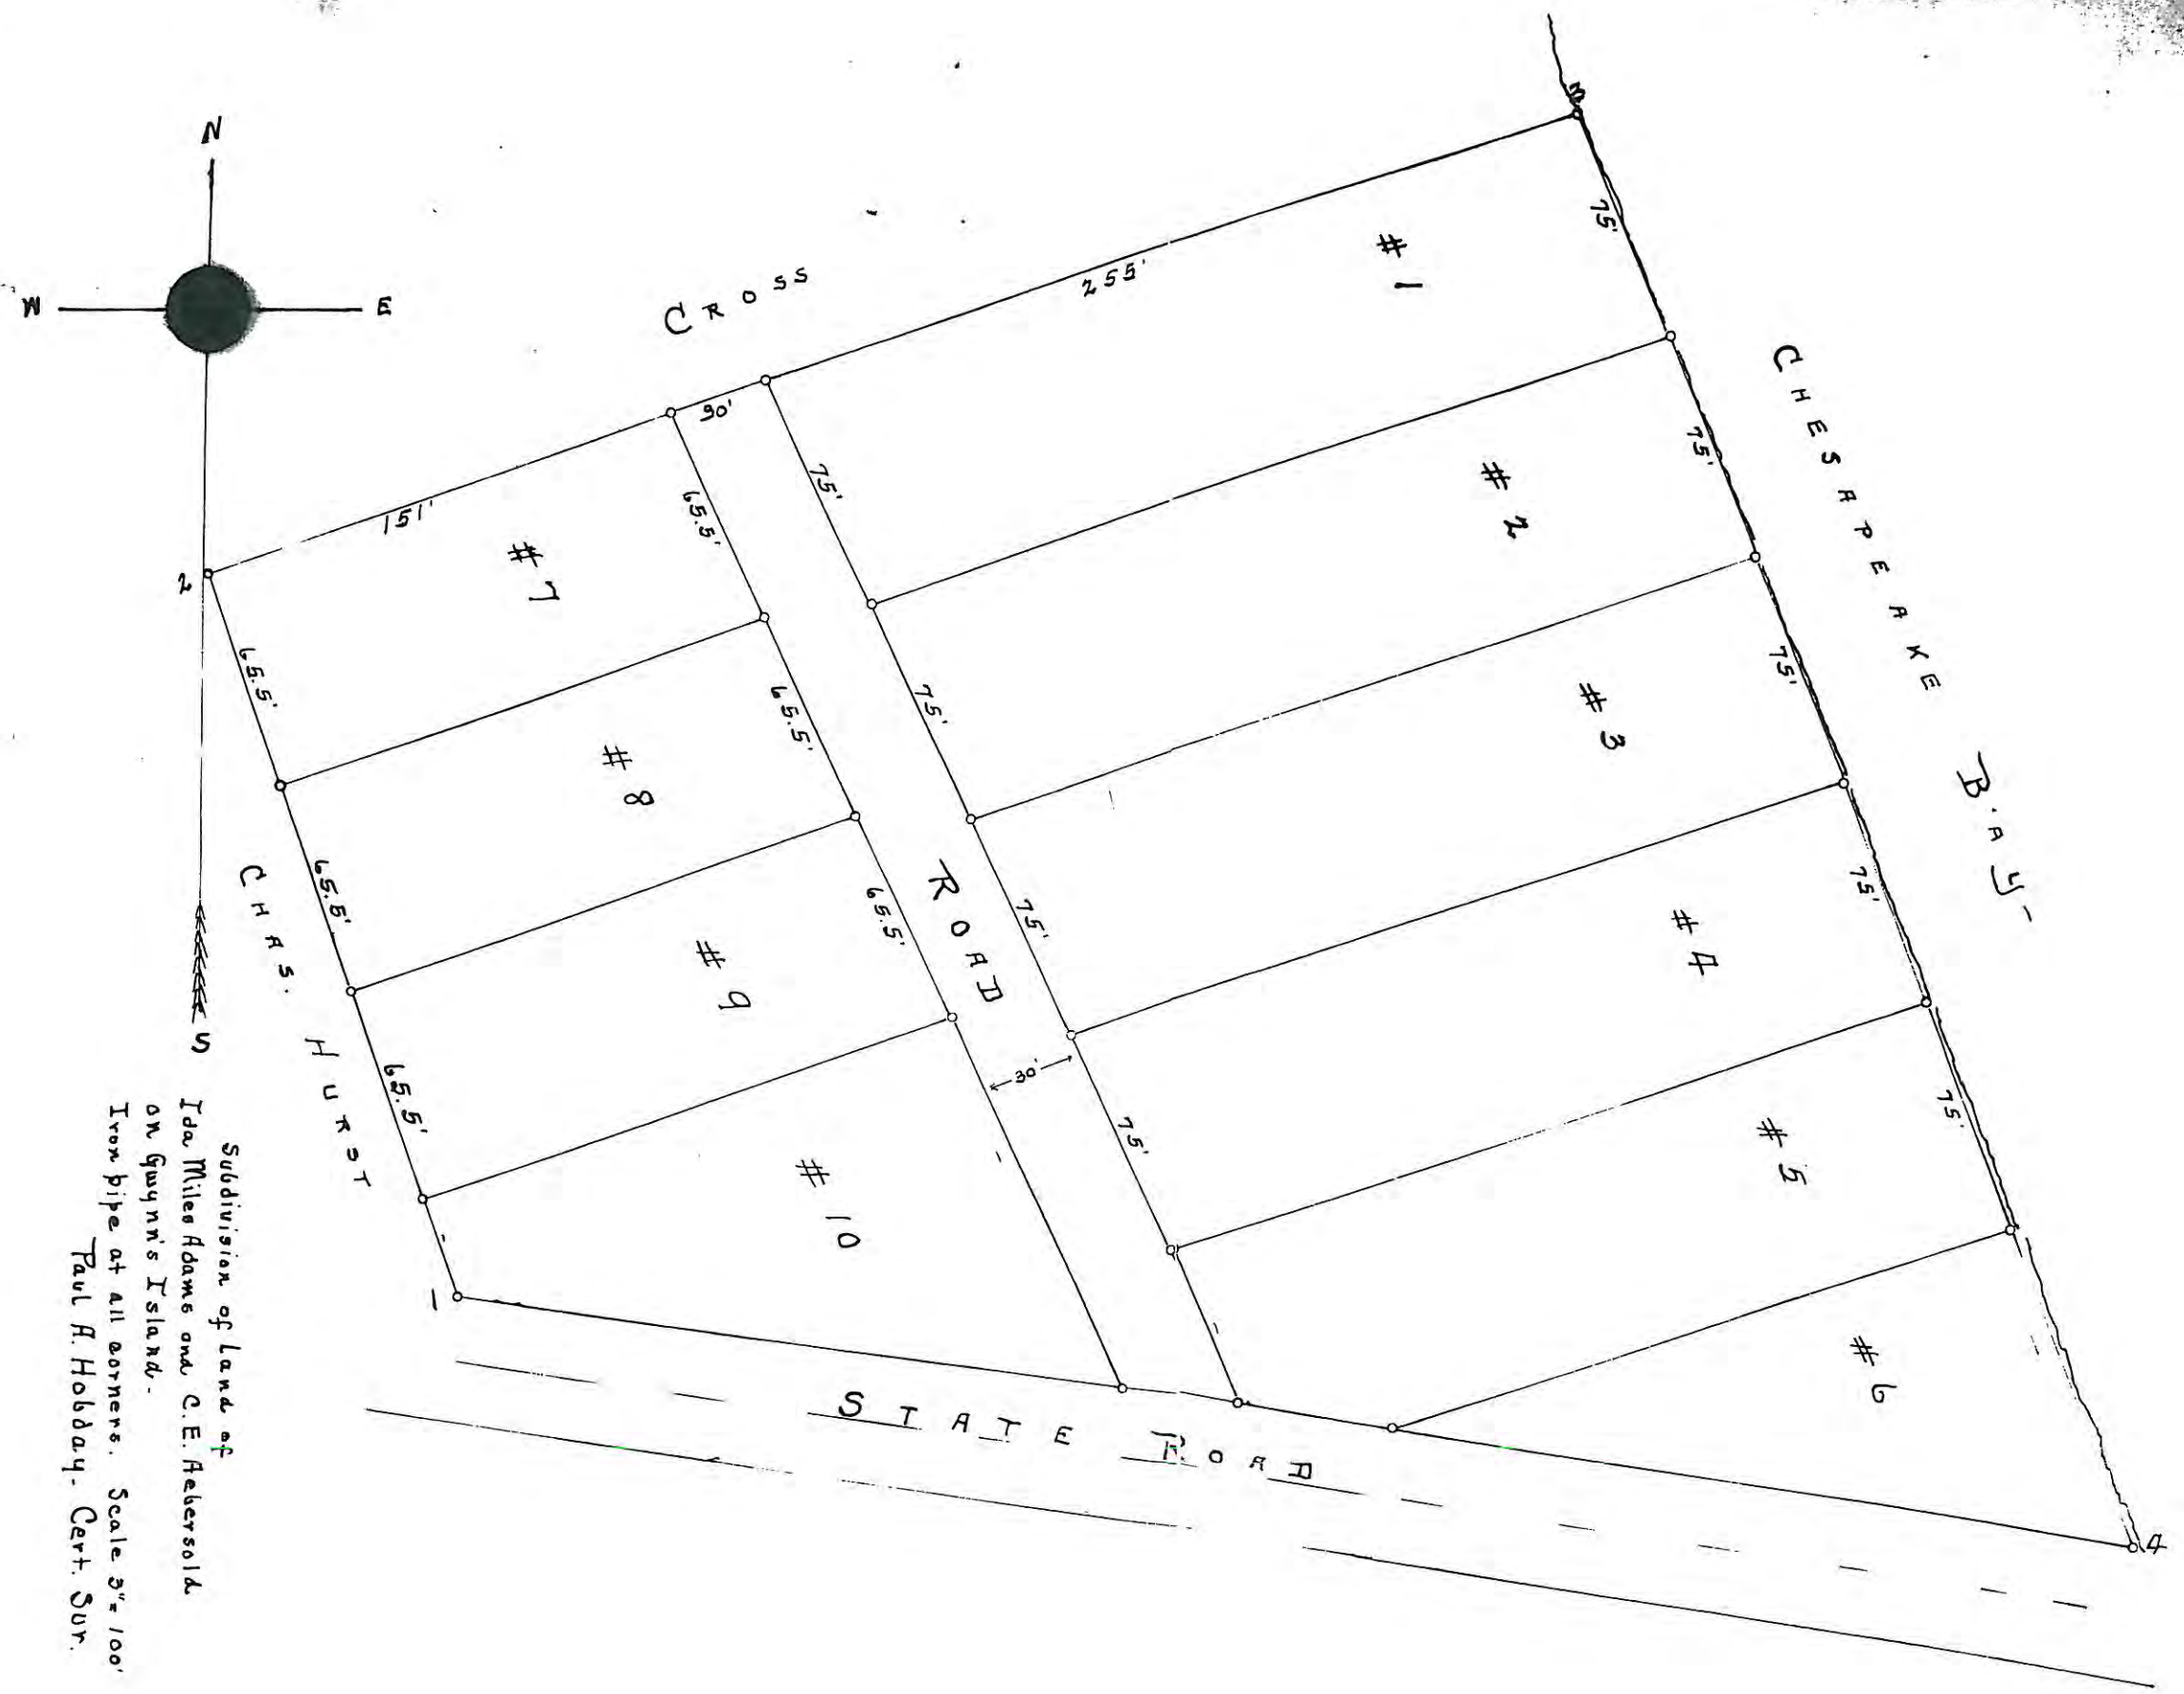 N
W
E
S
CROSS
255'
90'
151'
2
3
4
1
CHESAPEAKE BAY-
75'
75'
75'
75'
75'
75'
75'
75'
75'
75'
#1
#2
#3
#4
#5
#6
#7
#8
#9
#10
65.5'
65.5'
65.5'
65.5'
65.5'
65.5'
ROAD
30'
CHAS. HURST
STATE ROAD
Subdivision of Land of
Ida Miles Adams and C.E. Aebersold
on Gwynn's Island.
Iron pipe at all corners. Scale 3"= 100'
Paul A. Hobday- Cert. Sur.